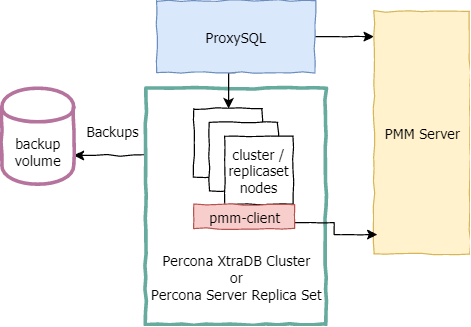 ProxySQL
PMM Server
Backups
backup
volume
cluster /
replicaset
nodes
pmm-client
Percona XtraDB Cluster
or
Percona Server Replica Set